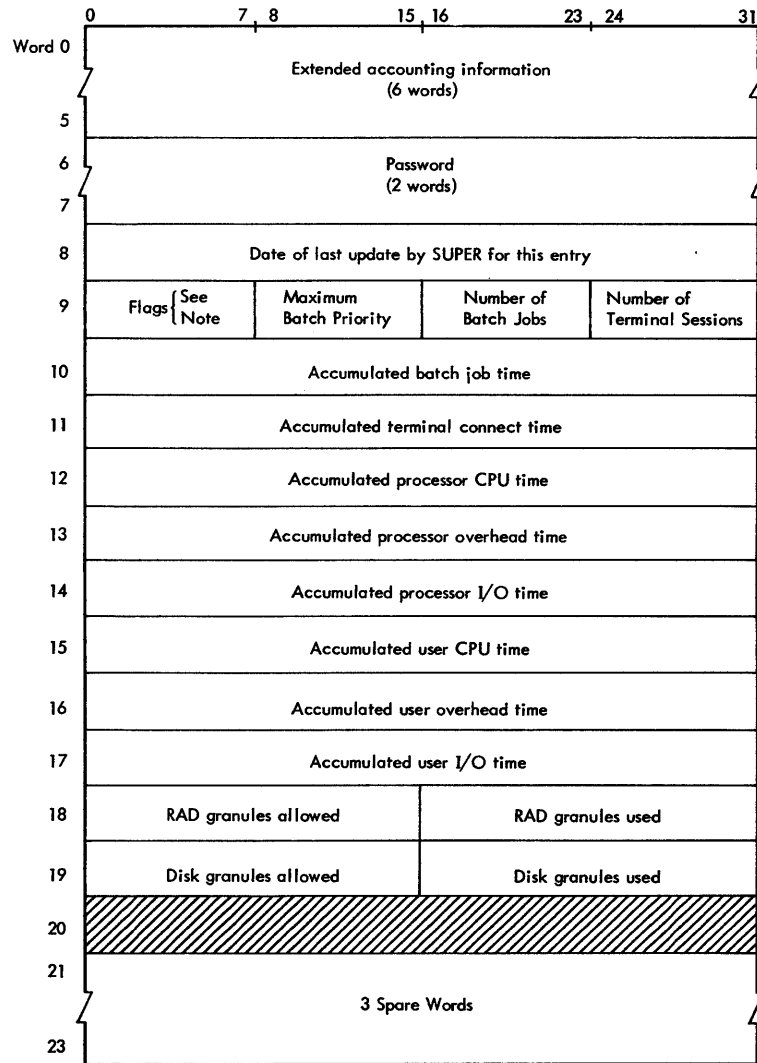 0 7 8 15 16 23 24 31
Word 0
Extended accounting information
(6 words)
5
6
Password
(2 words)
7
8 Date of last update by SUPER for this entry
9 Flags { See Note Maximum Batch Priority Number of Batch Jobs Number of Terminal Sessions
10 Accumulated batch job time
11 Accumulated terminal connect time
12 Accumulated processor CPU time
13 Accumulated processor overhead time
14 Accumulated processor I/O time
15 Accumulated user CPU time
16 Accumulated user overhead time
17 Accumulated user I/O time
18 RAD granules allowed RAD granules used
19 Disk granules allowed Disk granules used
20
21
3 Spare Words
23